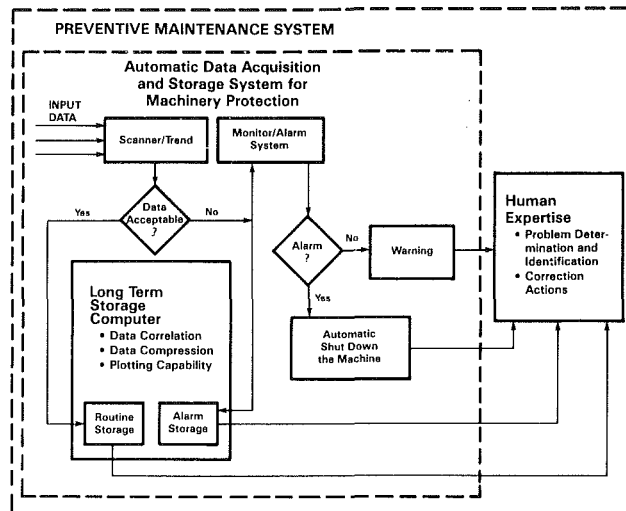 PREVENTIVE MAINTENANCE SYSTEM
Automatic Data Acquisition
and Storage System for
Machinery Protection
INPUT
DATA
Scanner/Trend
Monitor/Alarm
System
Data
Acceptable
?
Yes
No
Alarm
?
No
Yes
Warning
Human
Expertise
• Problem Deter-
mination and
Identification
• Correction
Actions
Long Term
Storage
Computer
• Data Correlation
• Data Compression
• Plotting Capability
Automatic
Shut Down
the Machine
Routine
Storage
Alarm
Storage